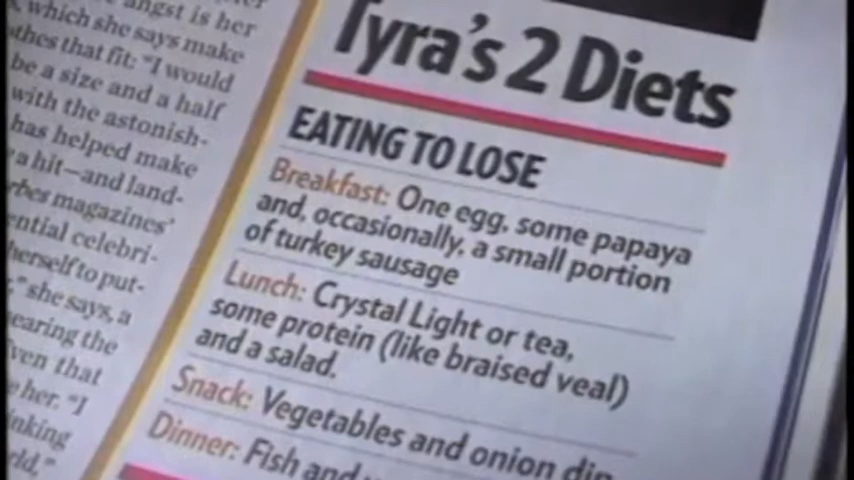 angst is her
which she says make
thes that fit: "I would
be a size and a half
with the astonish-
has helped make
a hit—and land-
rbes magazines'
ential celebri-
herself to put-
," she says, a
earing the
ven that
her. "I
inking
rld,"
Tyra's 2 Diets
EATING TO LOSE
Breakfast: One egg, some papaya
and, occasionally, a small portion
of turkey sausage
Lunch: Crystal Light or tea,
some protein (like braised veal)
and a salad.
Snack: Vegetables and onion dip
Dinner: Fish and